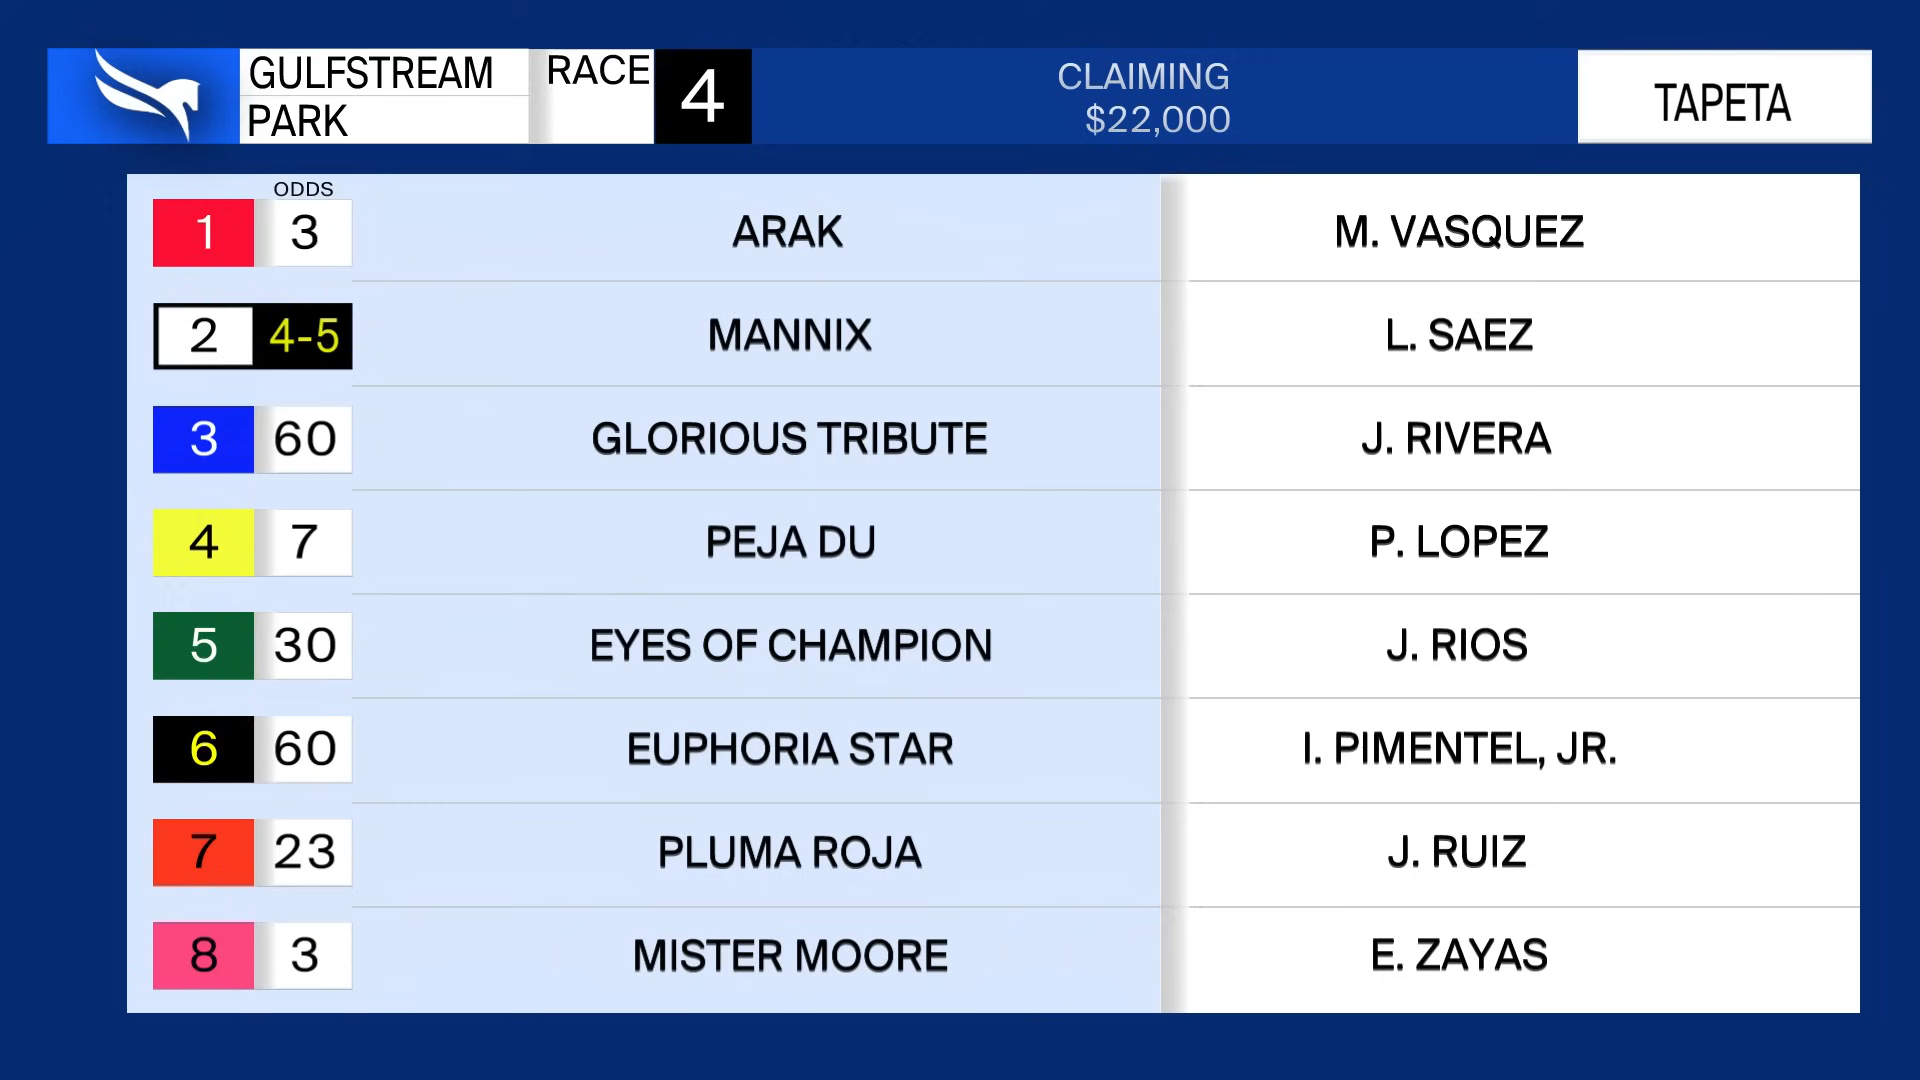 GULFSTREAM
PARK
RACE
4
CLAIMING
$22,000
TAPETA
ODDS
1 3 ARAK M. VASQUEZ
2 4-5 MANNIX L. SAEZ
3 60 GLORIOUS TRIBUTE J. RIVERA
4 7 PEJA DU P. LOPEZ
5 30 EYES OF CHAMPION J. RIOS
6 60 EUPHORIA STAR I. PIMENTEL, JR.
7 23 PLUMA ROJA J. RUIZ
8 3 MISTER MOORE E. ZAYAS